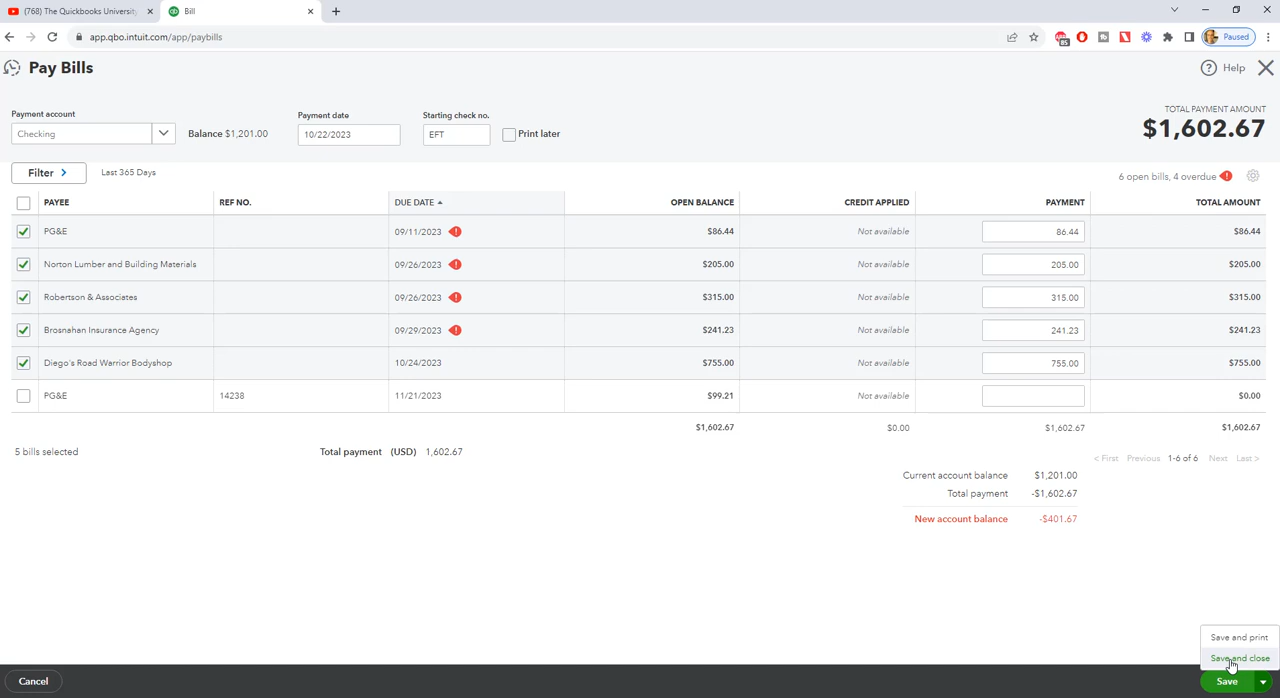 (768) The Quickbooks University
Bill
app.qbo.intuit.com/app/paybills
85
Paused
Pay Bills
Help
Payment account
Payment date
Starting check no.
TOTAL PAYMENT AMOUNT
Checking
Balance $1,201.00
10/22/2023
EFT
Print later
$1,602.67
Filter
Last 365 Days
6 open bills, 4 overdue
PAYEE REF NO. DUE DATE OPEN BALANCE CREDIT APPLIED PAYMENT TOTAL AMOUNT
PG&E 09/11/2023 $86.44 Not available 86.44 $86.44
Norton Lumber and Building Materials 09/26/2023 $205.00 Not available 205.00 $205.00
Robertson & Associates 09/26/2023 $315.00 Not available 315.00 $315.00
Brosnahan Insurance Agency 09/29/2023 $241.23 Not available 241.23 $241.23
Diego's Road Warrior Bodyshop 10/24/2023 $755.00 Not available 755.00 $755.00
PG&E 14238 11/21/2023 $99.21 Not available $0.00
$1,602.67 $0.00 $1,602.67 $1,602.67
5 bills selected
Total payment (USD) 1,602.67
< First Previous 1-6 of 6 Next Last >
Current account balance $1,201.00
Total payment -$1,602.67
New account balance -$401.67
Save and print
Save and close
Cancel
Save